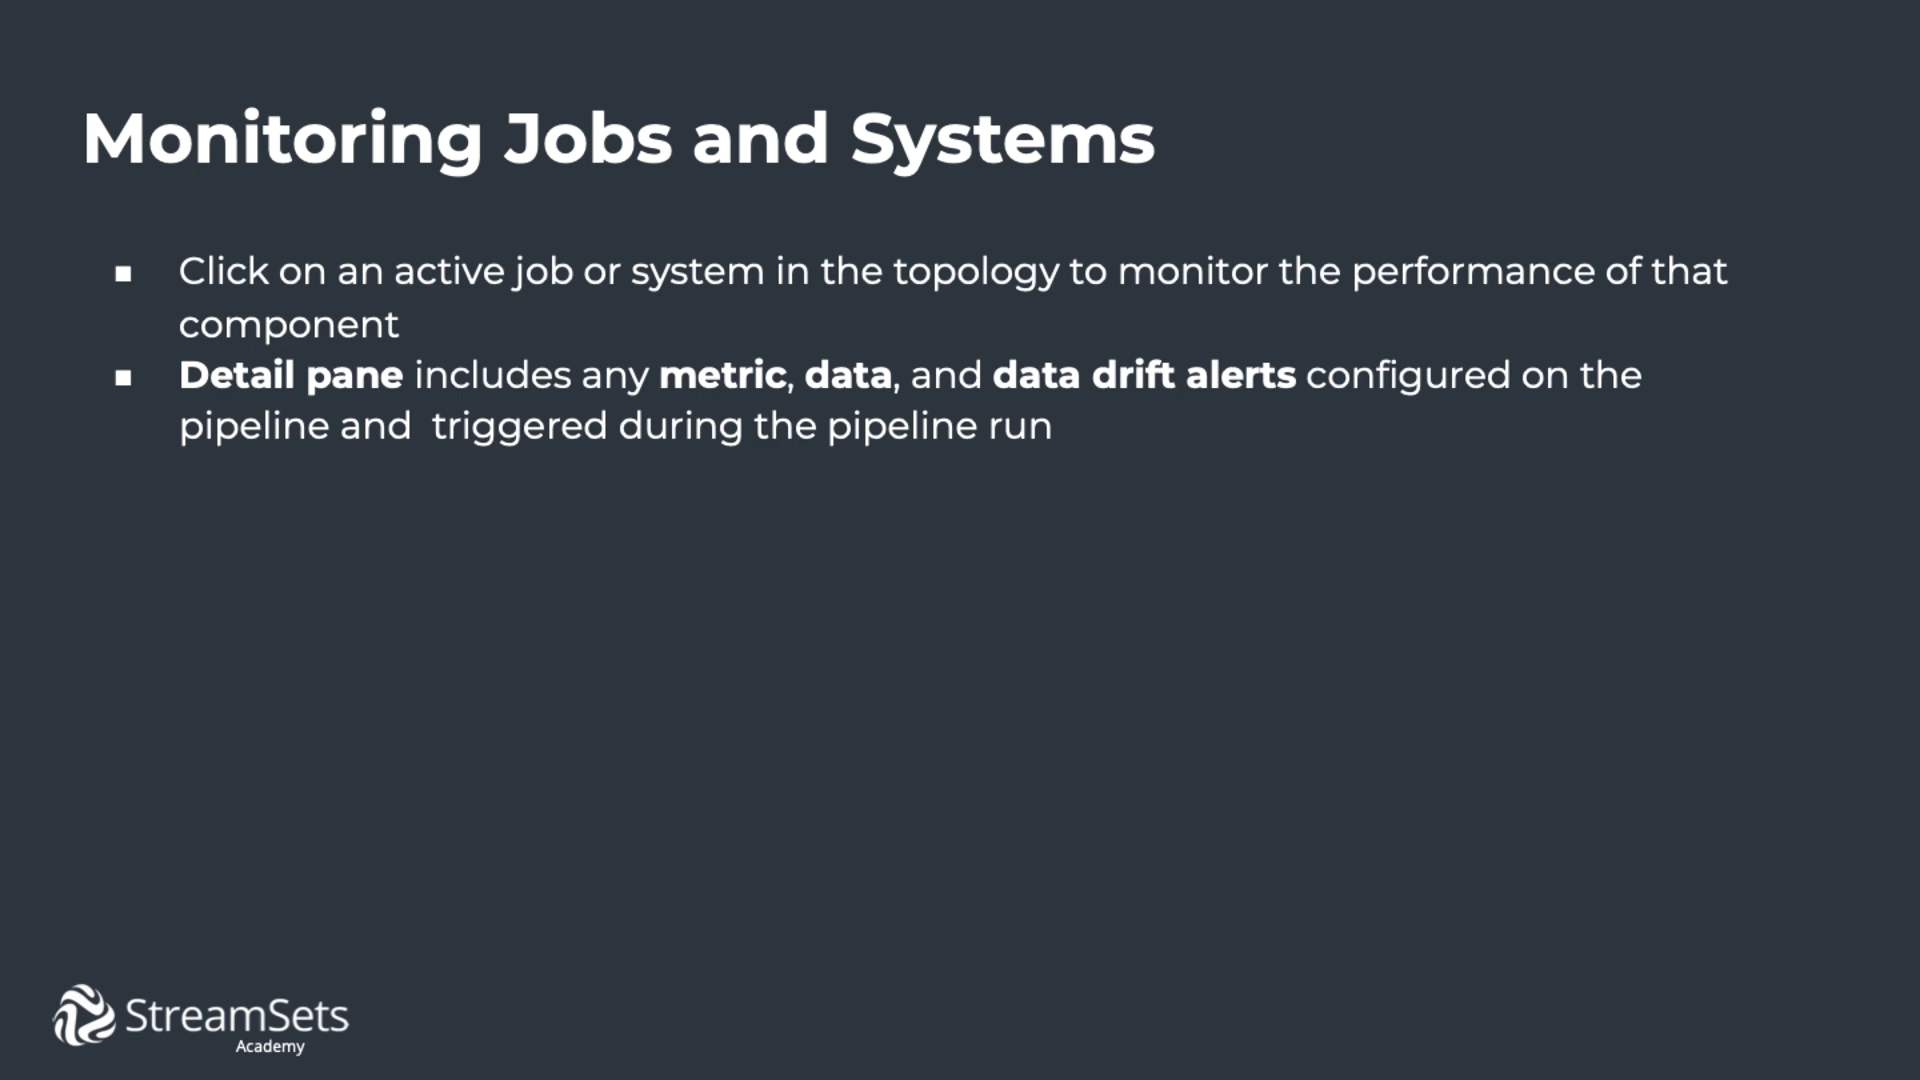 Monitoring Jobs and Systems
▪ Click on an active job or system in the topology to monitor the performance of that
component
▪ Detail pane includes any metric, data, and data drift alerts configured on the
pipeline and  triggered during the pipeline run
StreamSets
Academy